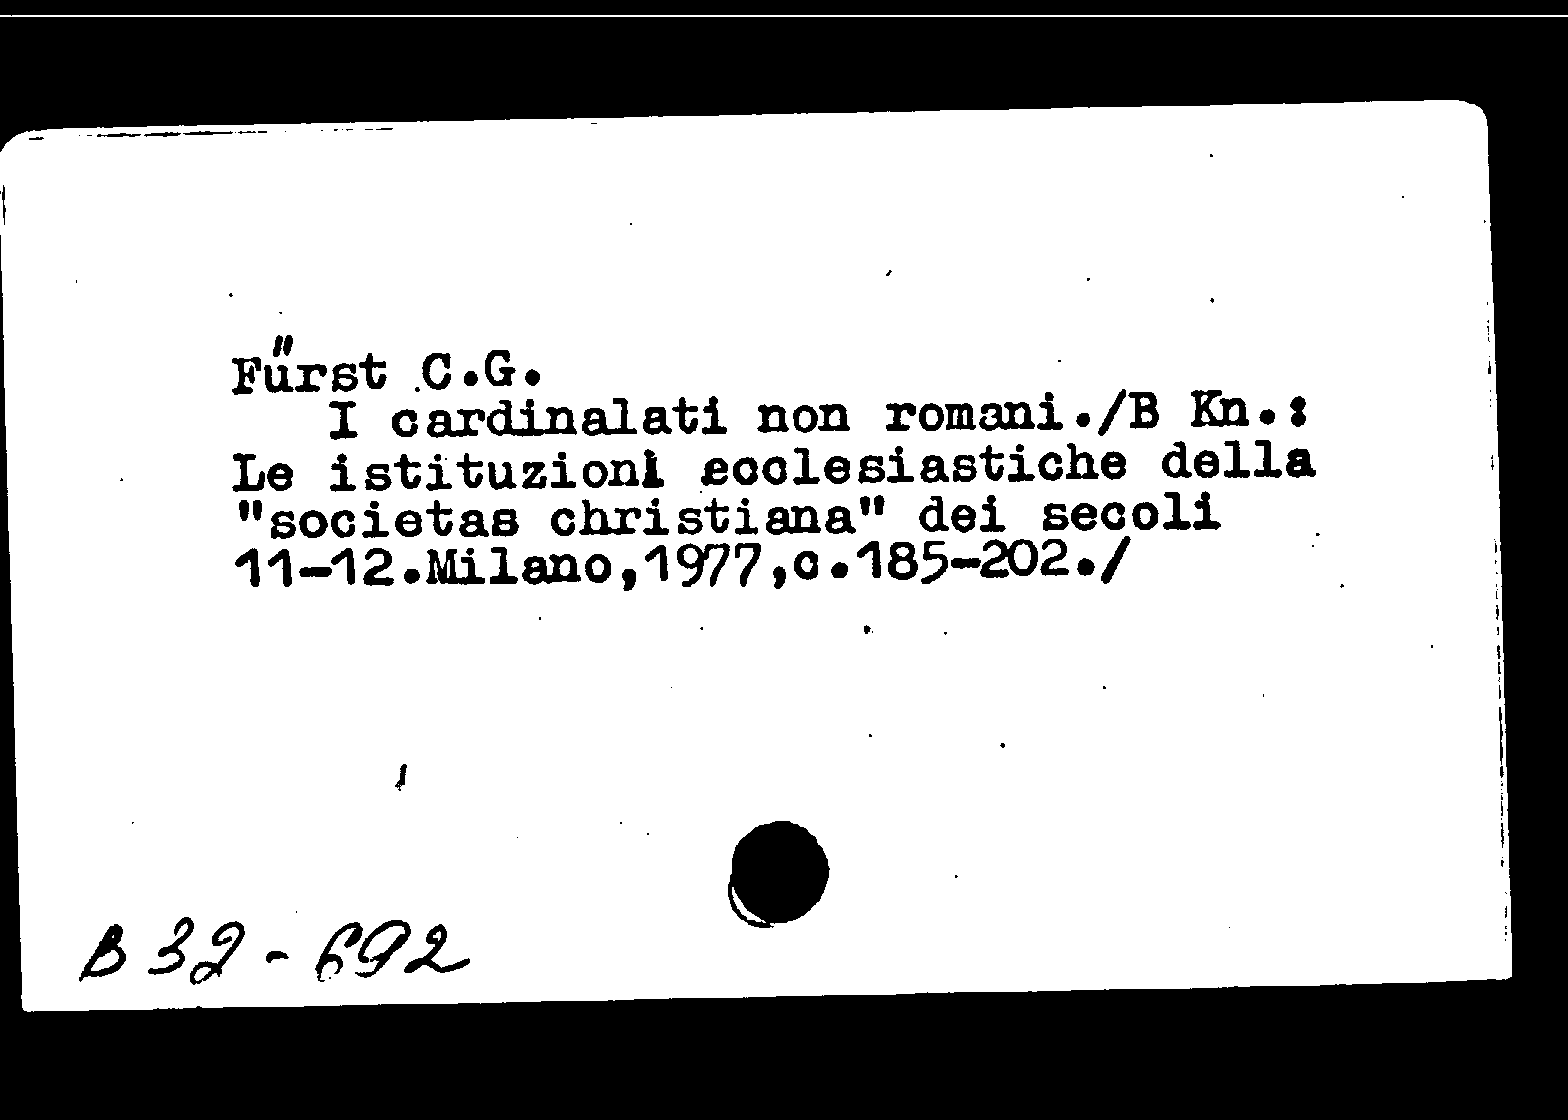 Fürst C.G.
I cardinalati non romani./В Кn.:
Le istituzioni ecclesiastiche della
"societas christiana" dei secoli
11-12.Milano,1977,c.185-202./
В 32-692